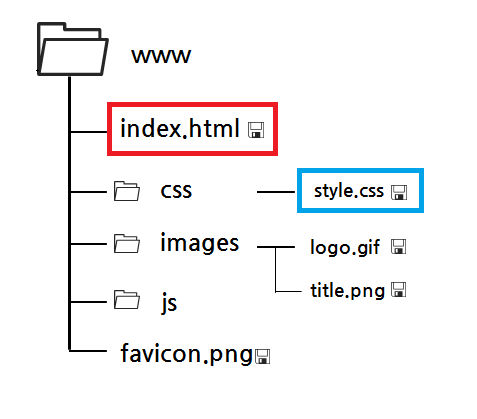 www
index.html
css
style.css
images
logo.gif
title.png
js
favicon.png